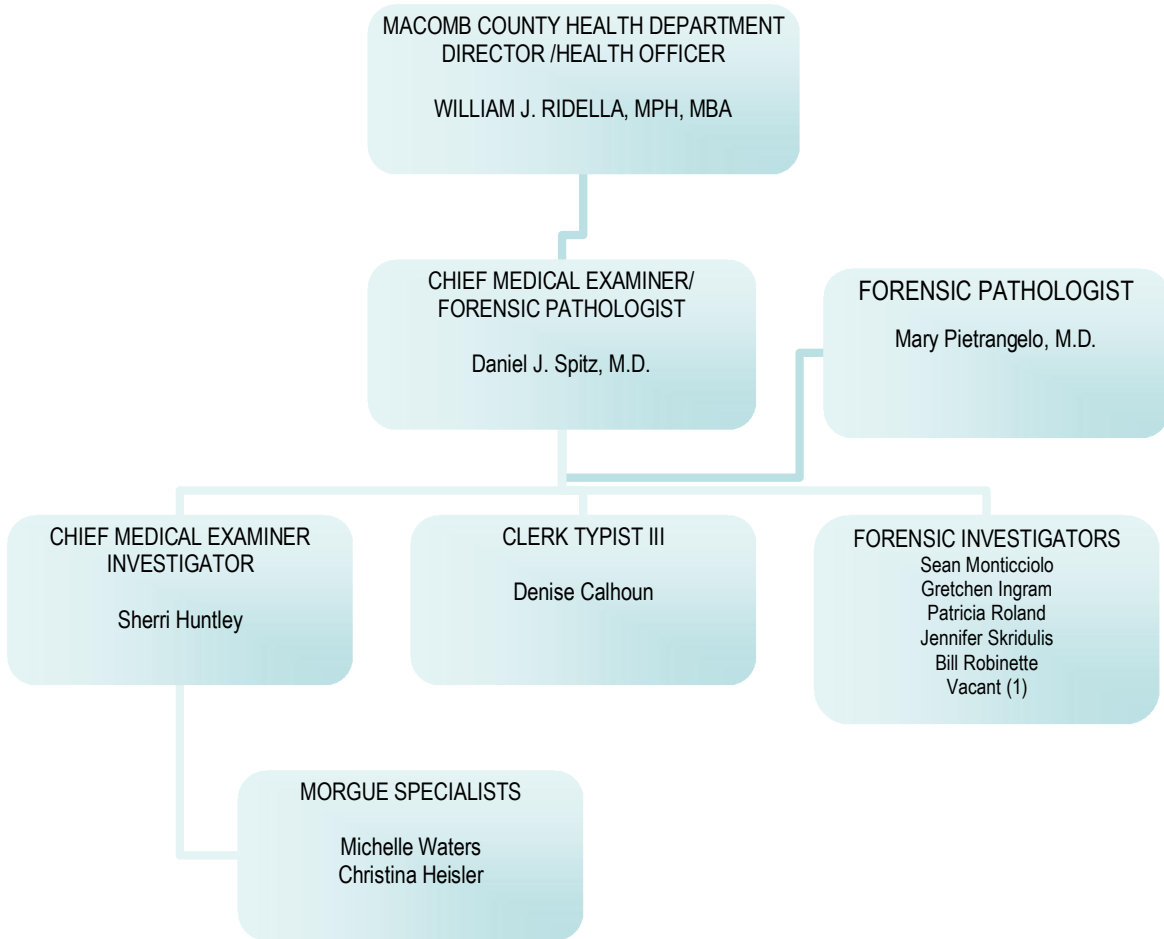 MACOMB COUNTY HEALTH DEPARTMENT
DIRECTOR /HEALTH OFFICER
WILLIAM J. RIDELLA, MPH, MBA
CHIEF MEDICAL EXAMINER/
FORENSIC PATHOLOGIST
Daniel J. Spitz, M.D.
FORENSIC PATHOLOGIST
Mary Pietrangelo, M.D.
CHIEF MEDICAL EXAMINER
INVESTIGATOR
Sherri Huntley
CLERK TYPIST III
Denise Calhoun
FORENSIC INVESTIGATORS
Sean Monticciolo
Gretchen Ingram
Patricia Roland
Jennifer Skridulis
Bill Robinette
Vacant (1)
MORGUE SPECIALISTS
Michelle Waters
Christina Heisler